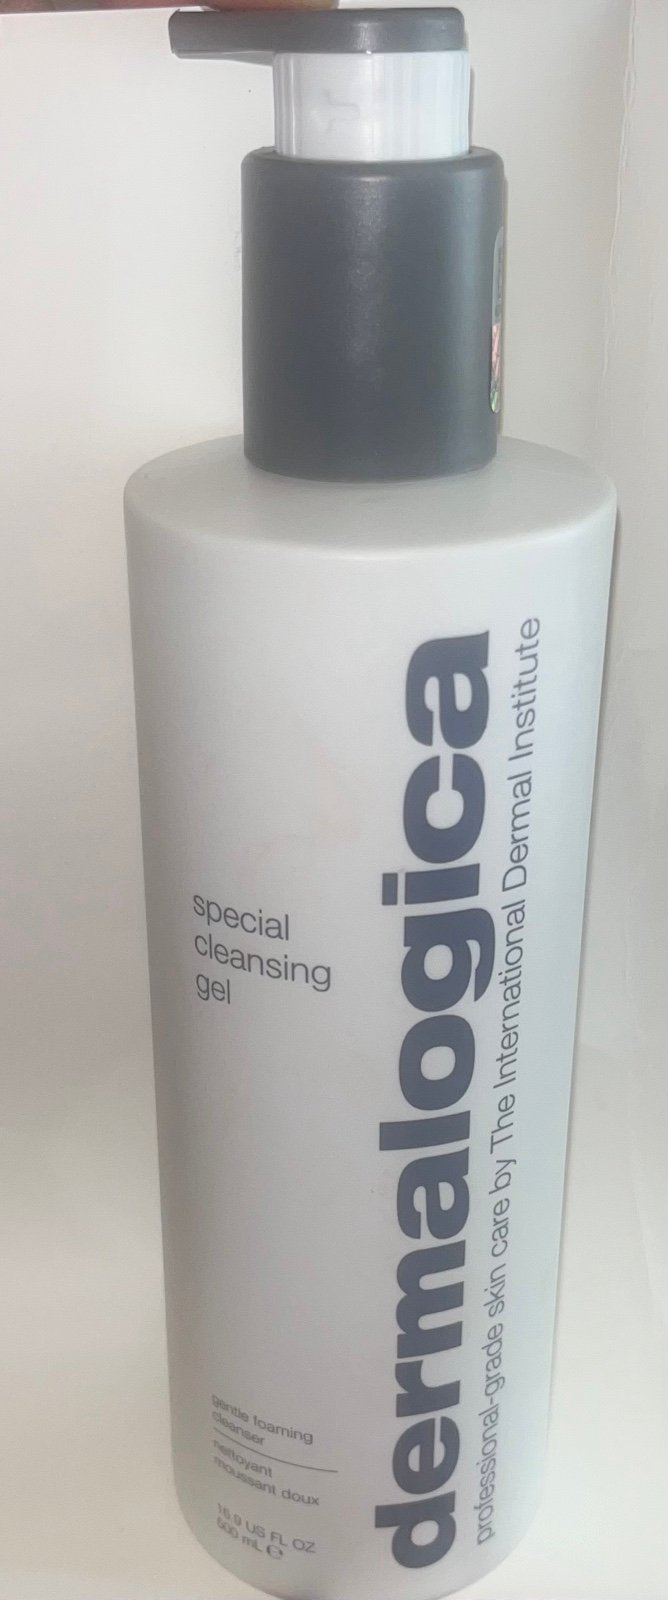 special
cleansing
gel
gentle foaming
cleanser
nettoyant
moussant doux
16.9 US FL OZ
500 mL ℮
dermalogica
professional-grade skin care by The International Dermal Institute